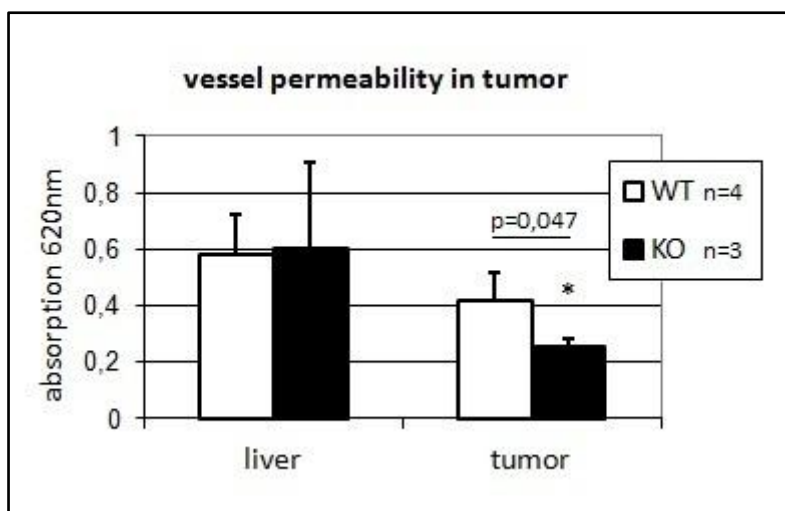 vessel permeability in tumor
absorption 620nm
1
0,8
0,6
0,4
0,2
0
p=0,047
*
WT n=4
KO n=3
liver
tumor